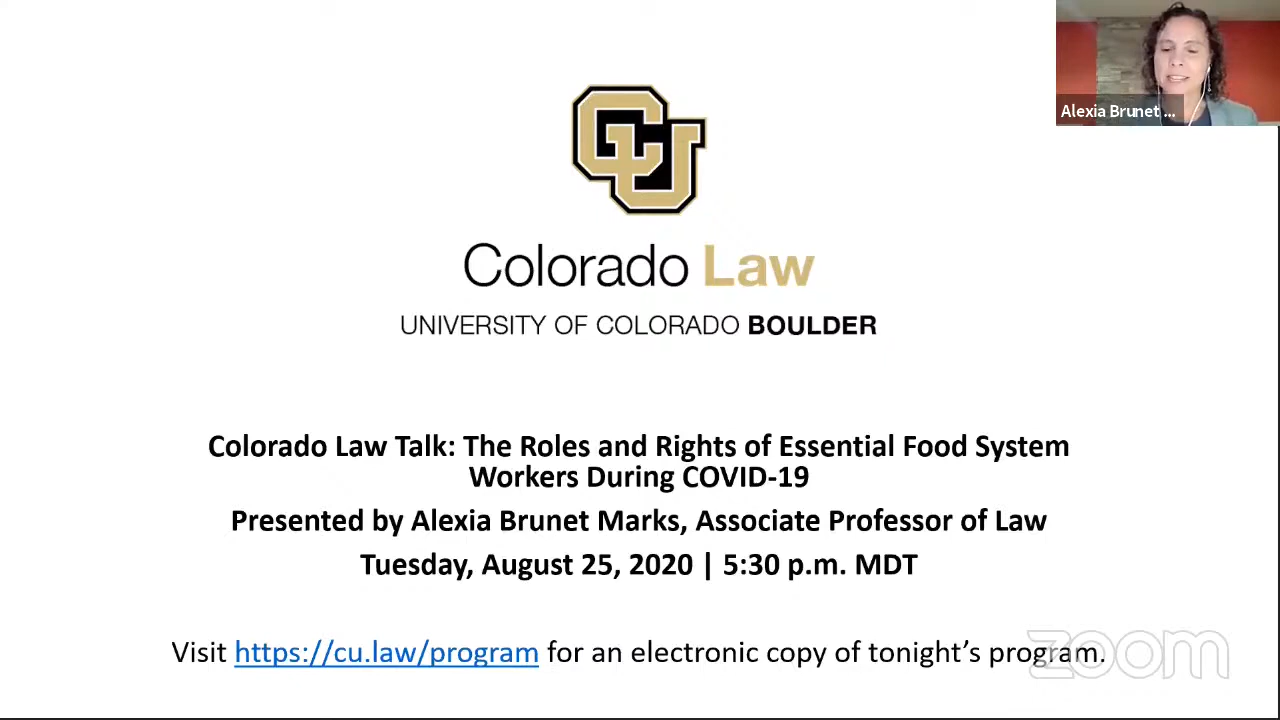 Alexia Brunet ...
CU
Colorado Law
UNIVERSITY OF COLORADO BOULDER
Colorado Law Talk: The Roles and Rights of Essential Food System
Workers During COVID-19
Presented by Alexia Brunet Marks, Associate Professor of Law
Tuesday, August 25, 2020 | 5:30 p.m. MDT
Visit https://cu.law/program for an electronic copy of tonight's program.
zoom